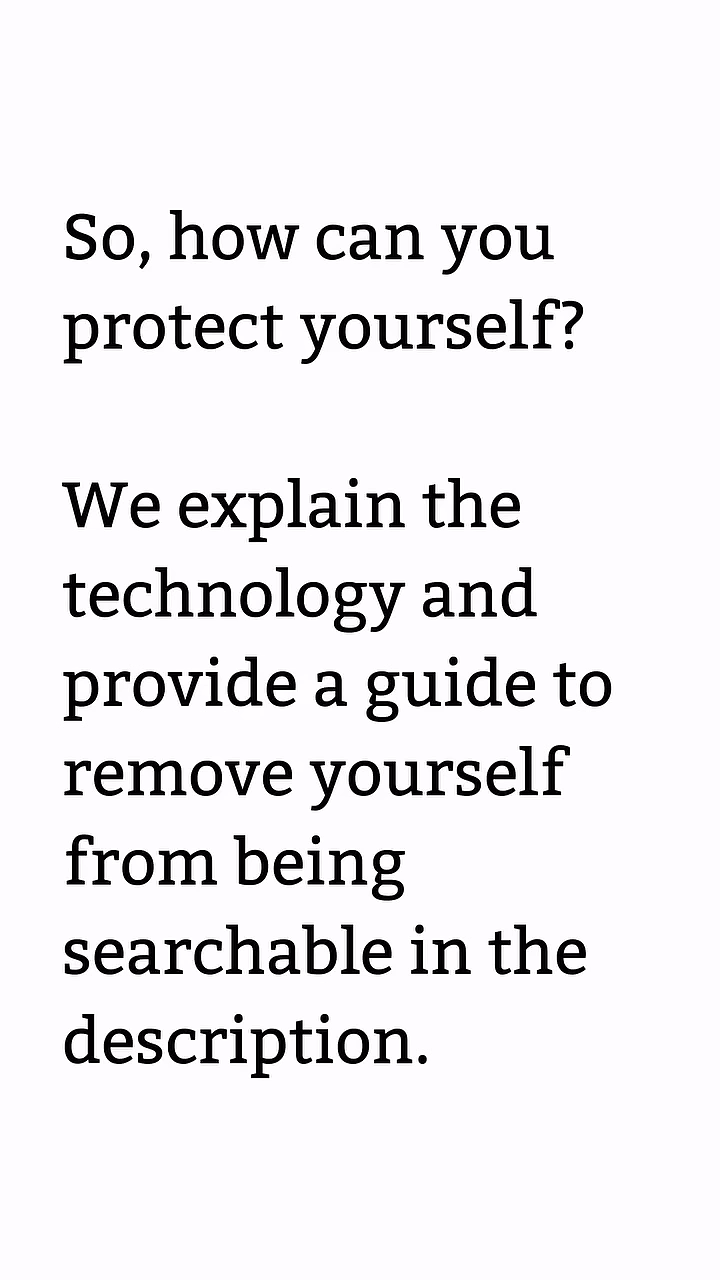 So, how can you
protect yourself?
We explain the
technology and
provide a guide to
remove yourself
from being
searchable in the
description.